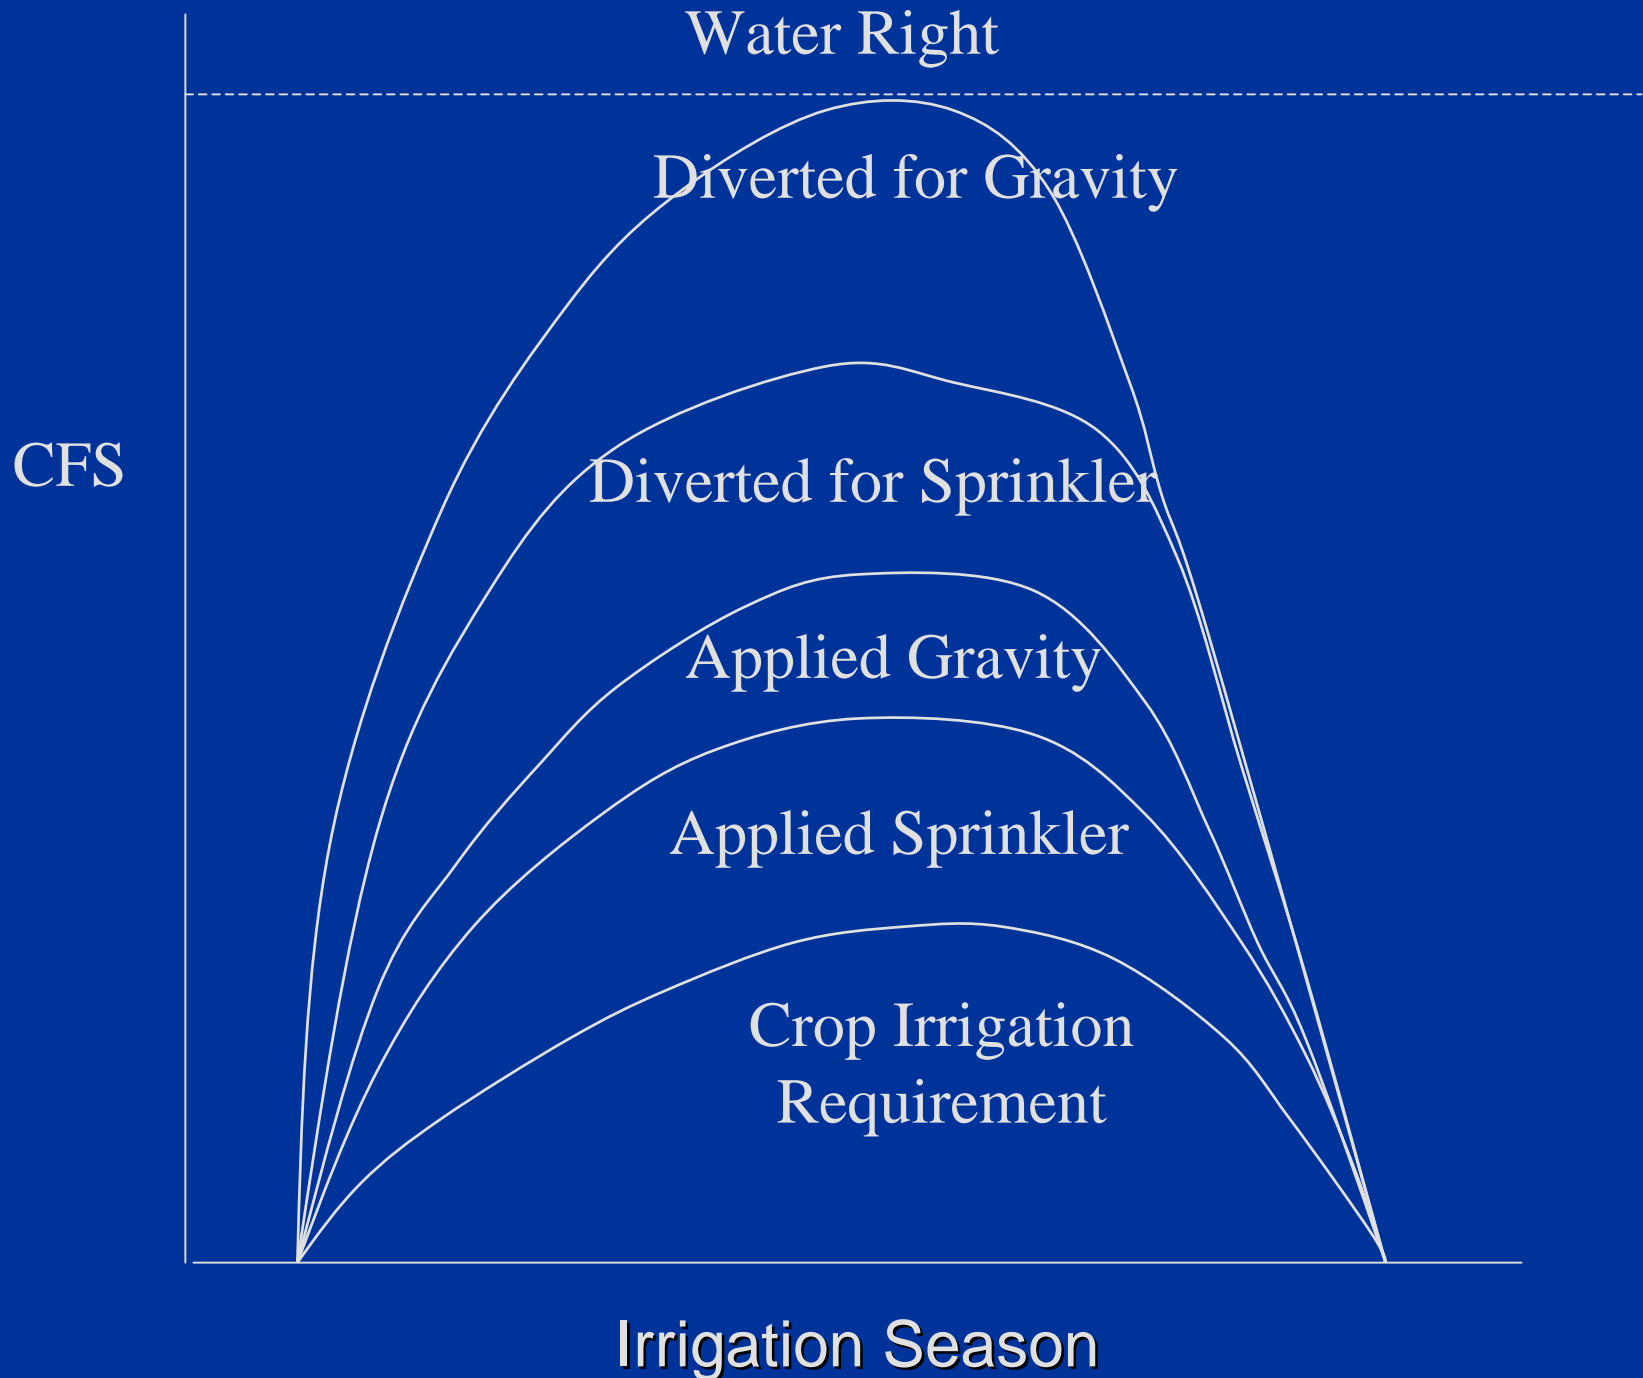 Water Right
Diverted for Gravity
CFS
Diverted for Sprinkler
Applied Gravity
Applied Sprinkler
Crop Irrigation
Requirement
Irrigation Season